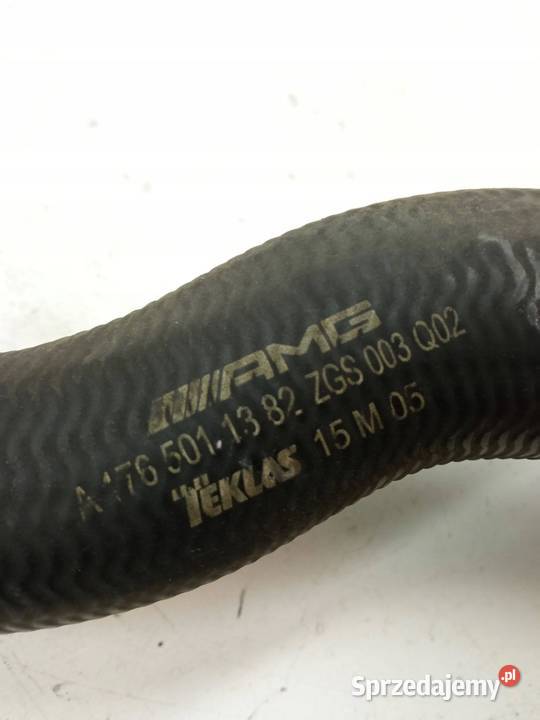 AMG
A 176 501 13 82 ZGS 003 Q02
TEKLAS 15 M 05
Sprzedajemy.pl